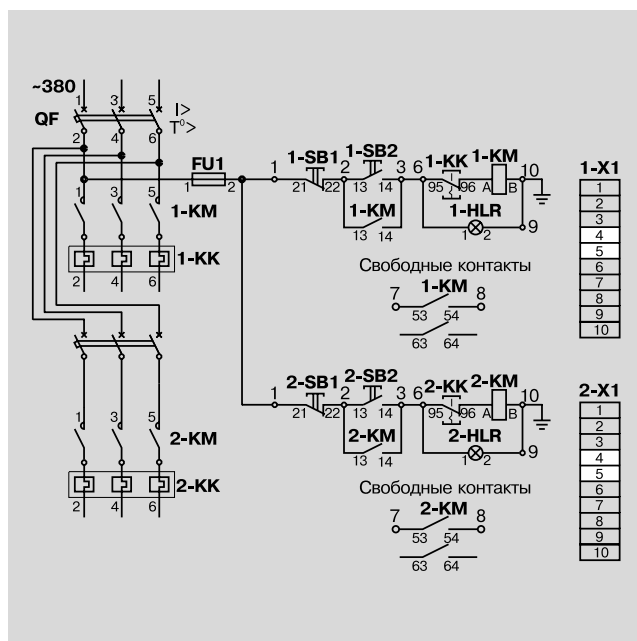 ~380
1 3 5
QF
I>
T°>
2 4 6
FU1
1 2
1 3 5
1-KM
1-KK
2 4 6
1 1-SB1 2 1-SB2 3 6 1-KK 1-KM 10
21 22 13 14 95 96 A B
1-KM 1-HLR
13 14 1 2 9
Свободные контакты
1-KM
7 8
53 54
63 64
1-X1
1
2
3
4
5
6
7
8
9
10
1 3 5
2-KM
2-KK
2 4 6
1 2-SB1 2 2-SB2 3 6 2-KK 2-KM 10
21 22 13 14 95 96 A B
2-KM 2-HLR
13 14 1 2 9
Свободные контакты
2-KM
7 8
53 54
63 64
2-X1
1
2
3
4
5
6
7
8
9
10